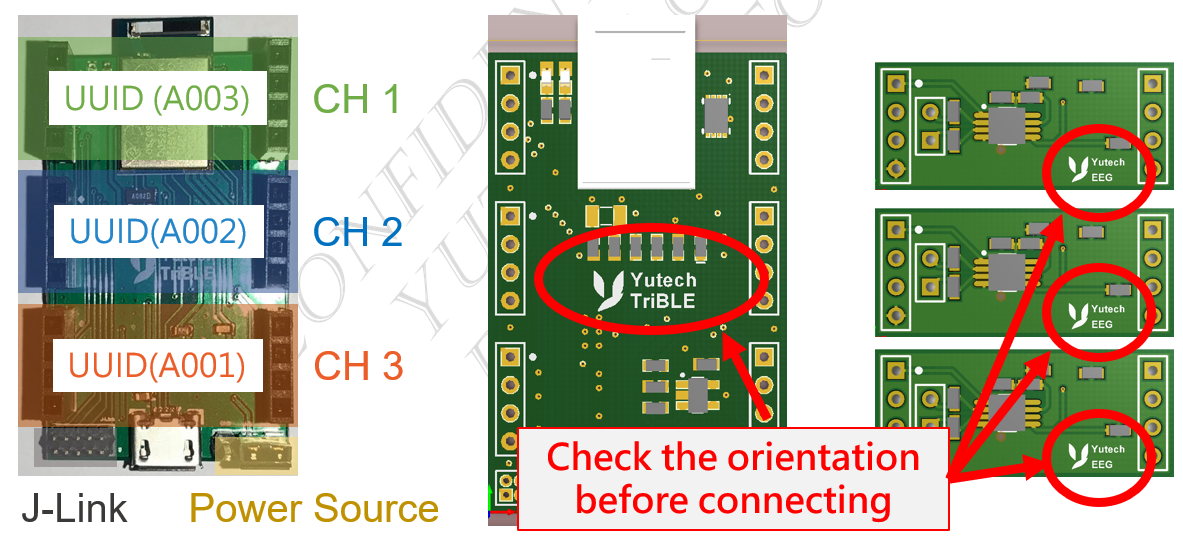 UUID (A003)
CH 1
UUID(A002)
CH 2
TriBLE
UUID(A001)
CH 3
J-Link
Power Source
Yutech
TriBLE
Yutech
EEG
Yutech
EEG
Yutech
EEG
Check the orientation
before connecting